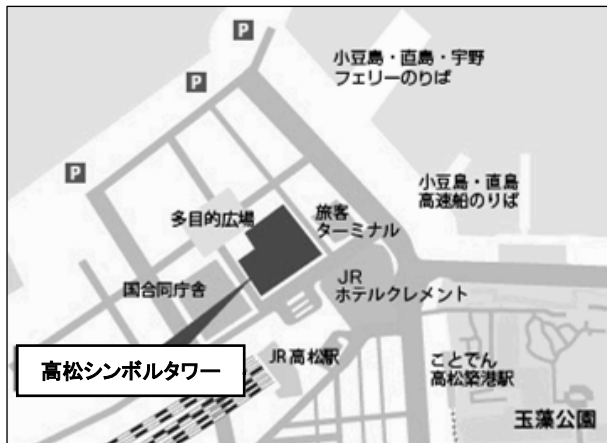 P
小豆島・直島・宇野
フェリーのりば
P
P
小豆島・直島
高速船のりば
多目的広場
旅客
ターミナル
国合同庁舎
JR
ホテルクレメント
高松シンボルタワー
JR高松駅
ことでん
高松築港駅
玉藻公園